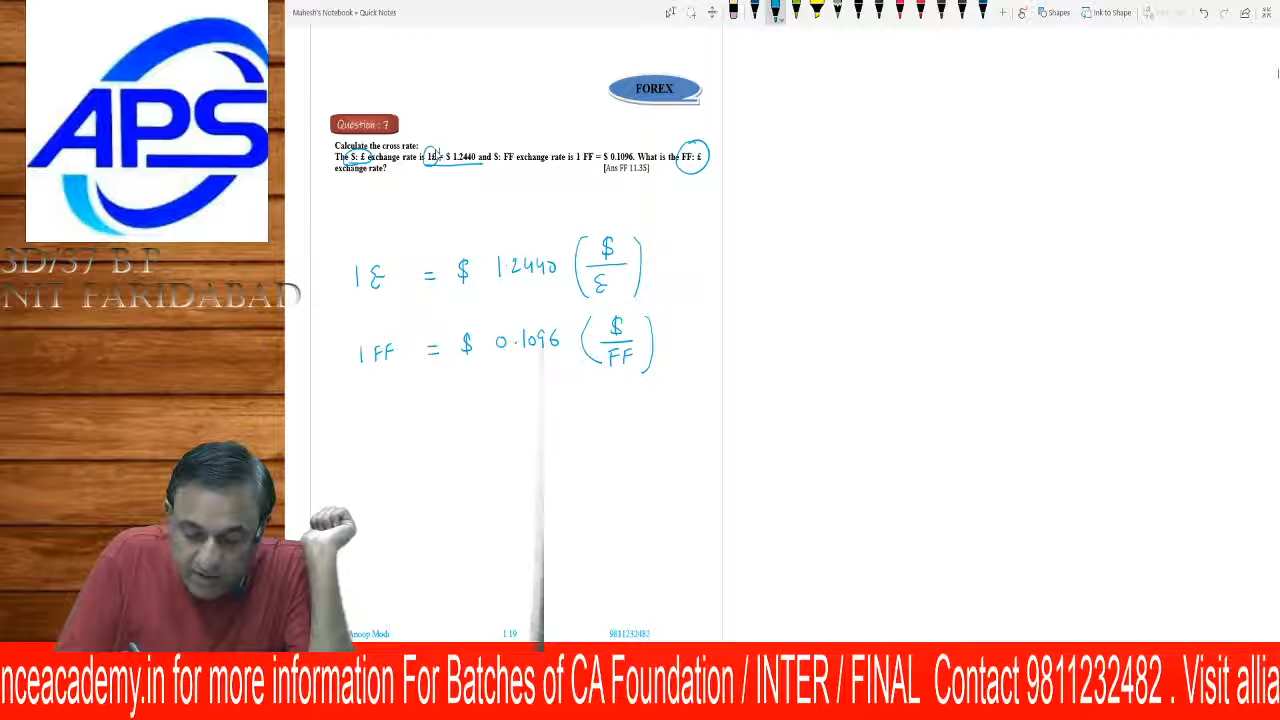 Mahesh's Notebook • Quick Notes
Shapes
Ink to Shape
APS
3D/37 B.P.
NIT FARIDABAD
FOREX
Question : 7
Calculate the cross rate:
The $: £ exchange rate is 1£ = $ 1.2440 and $: FF exchange rate is 1 FF = $ 0.1096. What is the FF: £
exchange rate? [Ans FF 11.35]
1 £ = $ 1.2440 ($/£)
1 FF = $ 0.1096 ($/FF)
Anoop Modi 1.19 9811232482
nceacademy.in for more information For Batches of CA Foundation / INTER / FINAL Contact 9811232482 . Visit allia